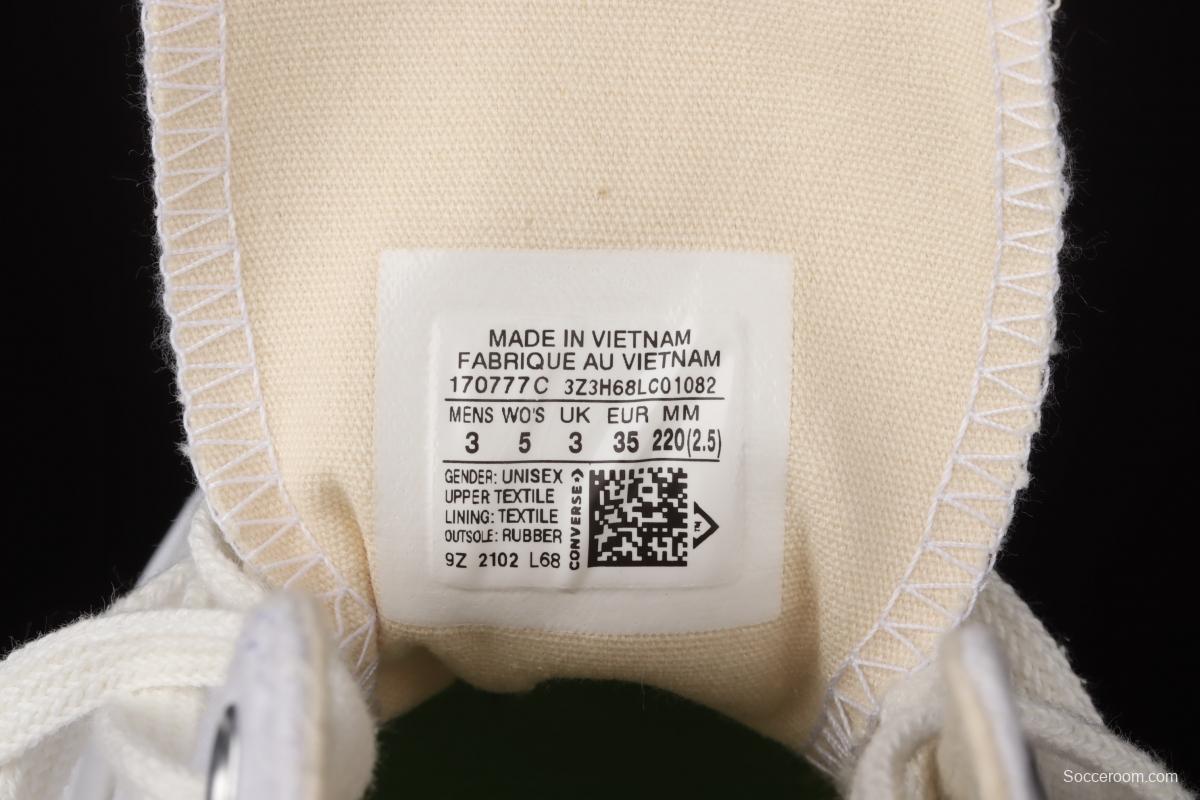 MADE IN VIETNAM
FABRIQUE AU VIETNAM
170777C 3Z3H68LC01082
MENS WO'S UK EUR MM
3 5 3 35 220(2.5)
GENDER: UNISEX
UPPER TEXTILE
LINING: TEXTILE
OUTSOLE: RUBBER
9Z 2102 L68
CONVERSE
TM
Socceroom.com